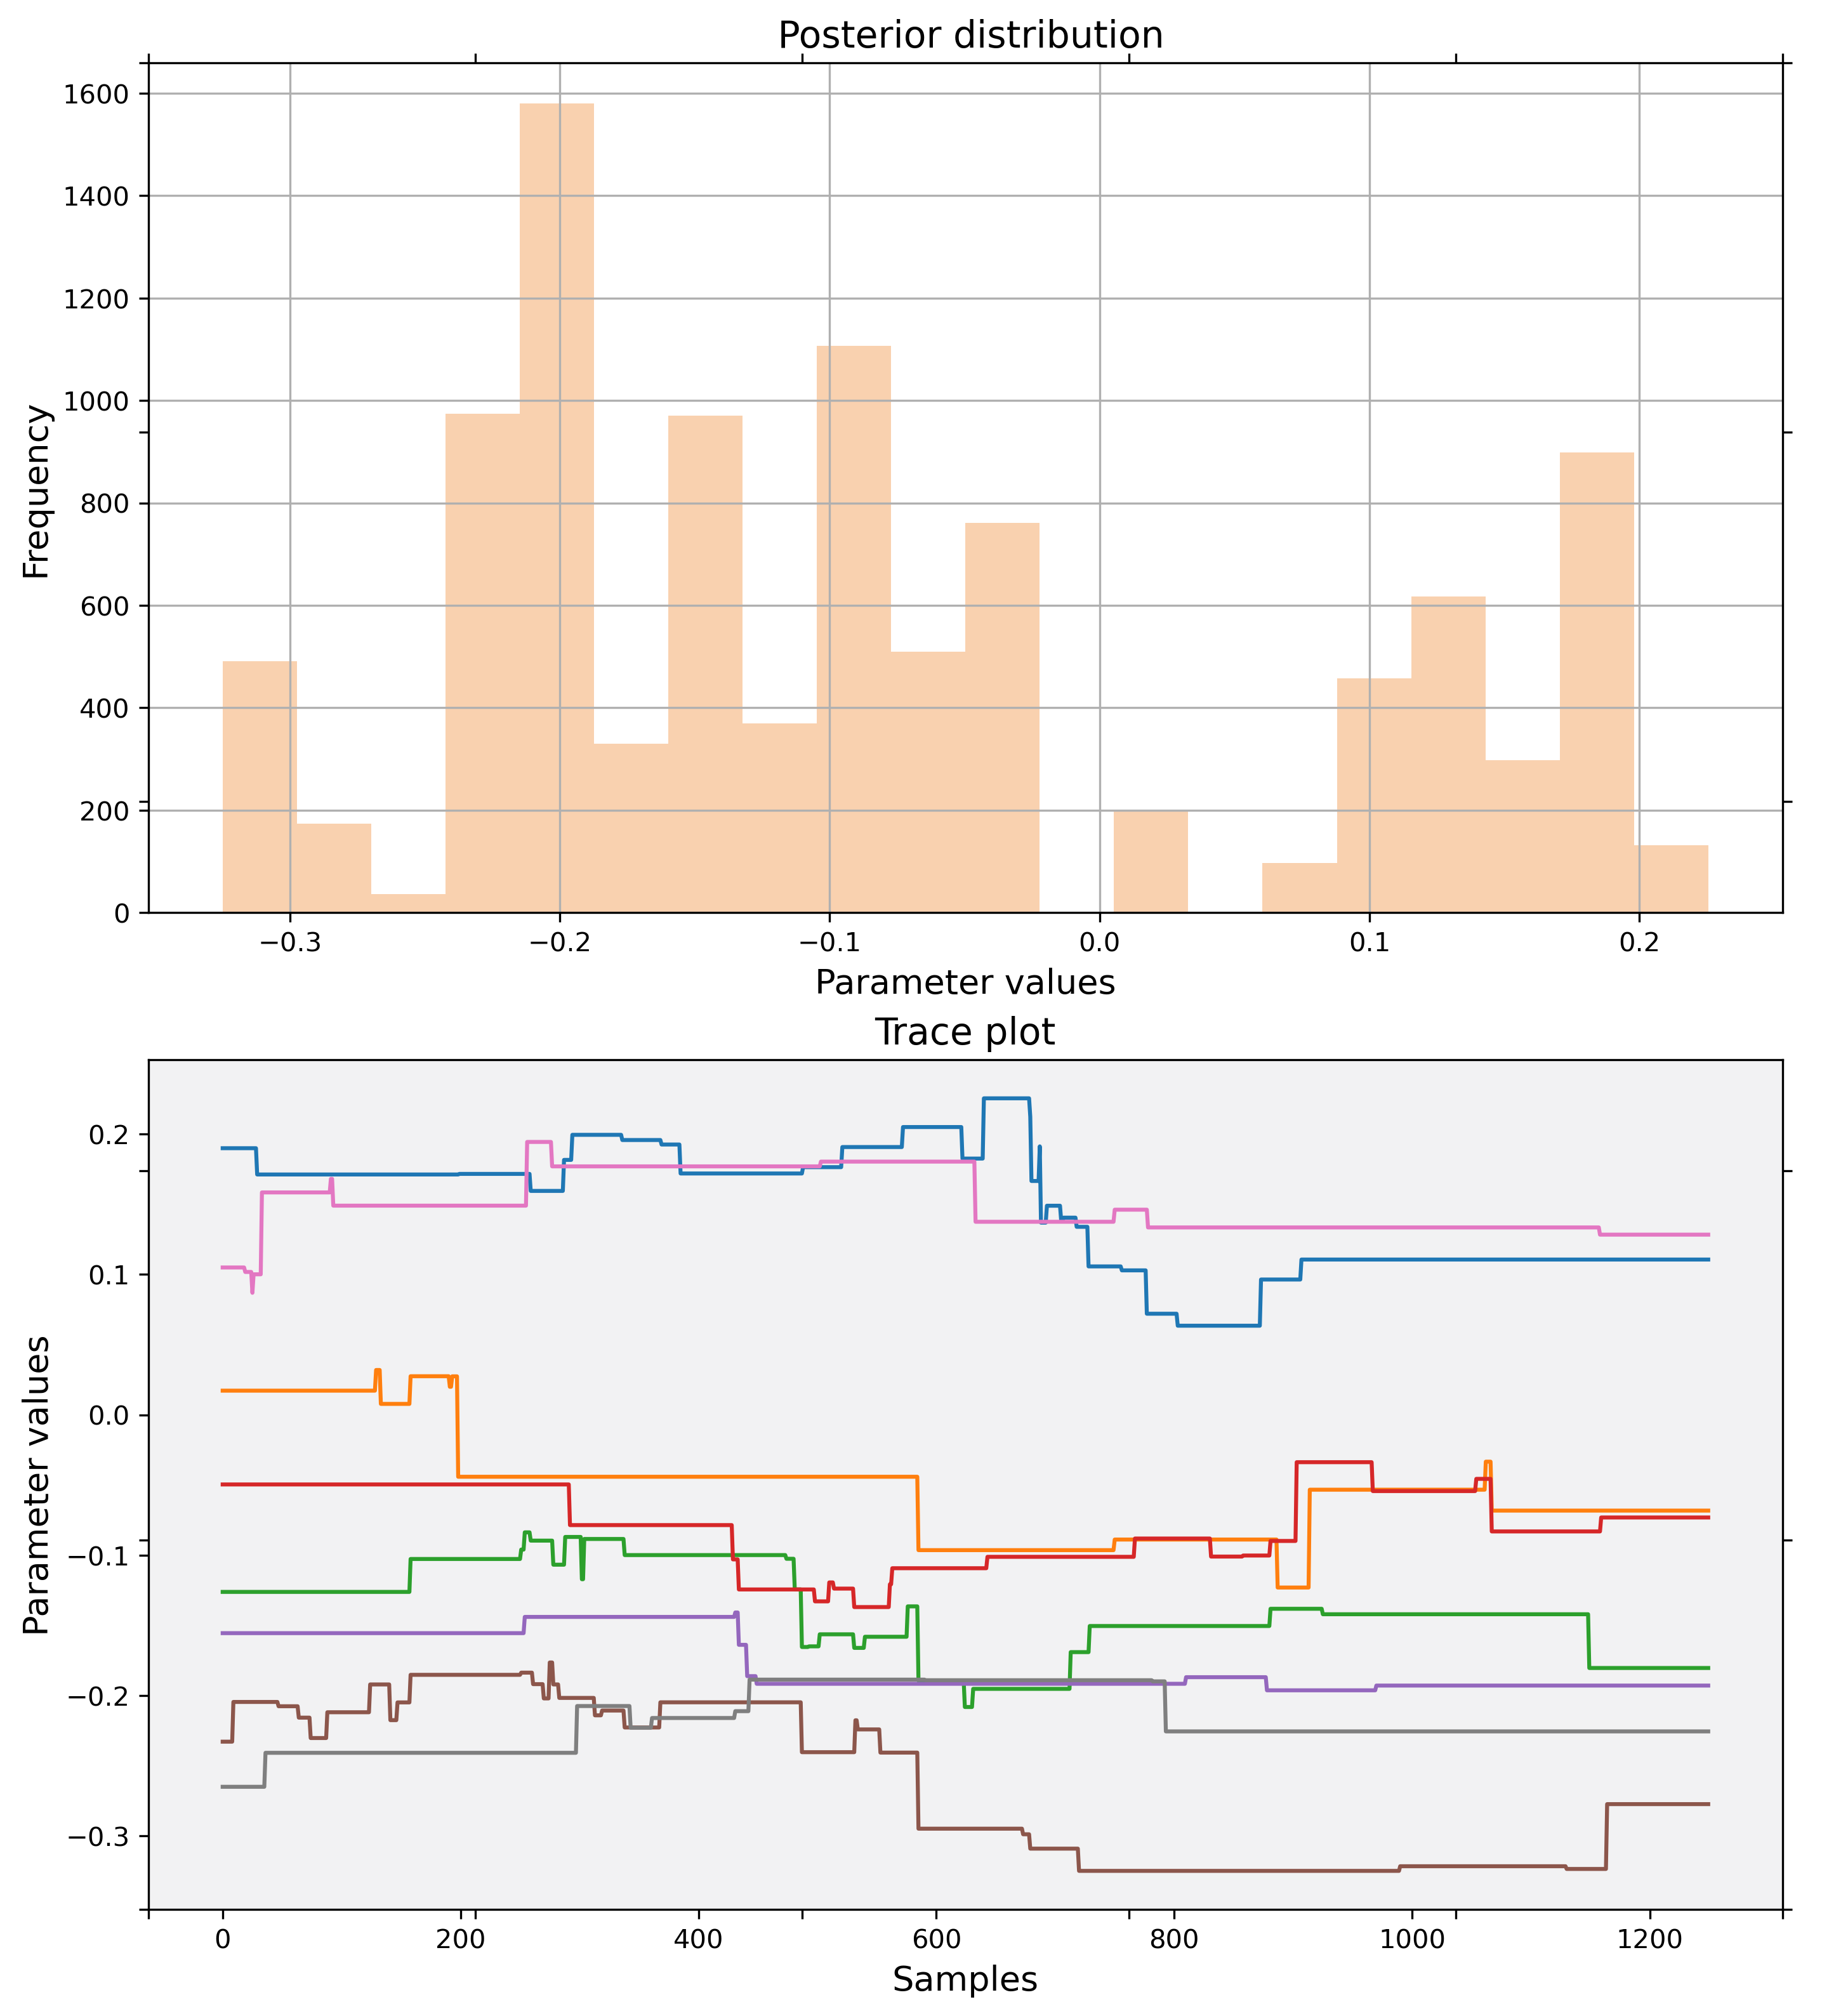 Posterior distribution
1600
1400
1200
1000
800
600
400
200
0
Frequency
−0.3 −0.2 −0.1 0.0 0.1 0.2
Parameter values
Trace plot
0.2
0.1
0.0
−0.1
−0.2
−0.3
Parameter values
0 200 400 600 800 1000 1200
Samples